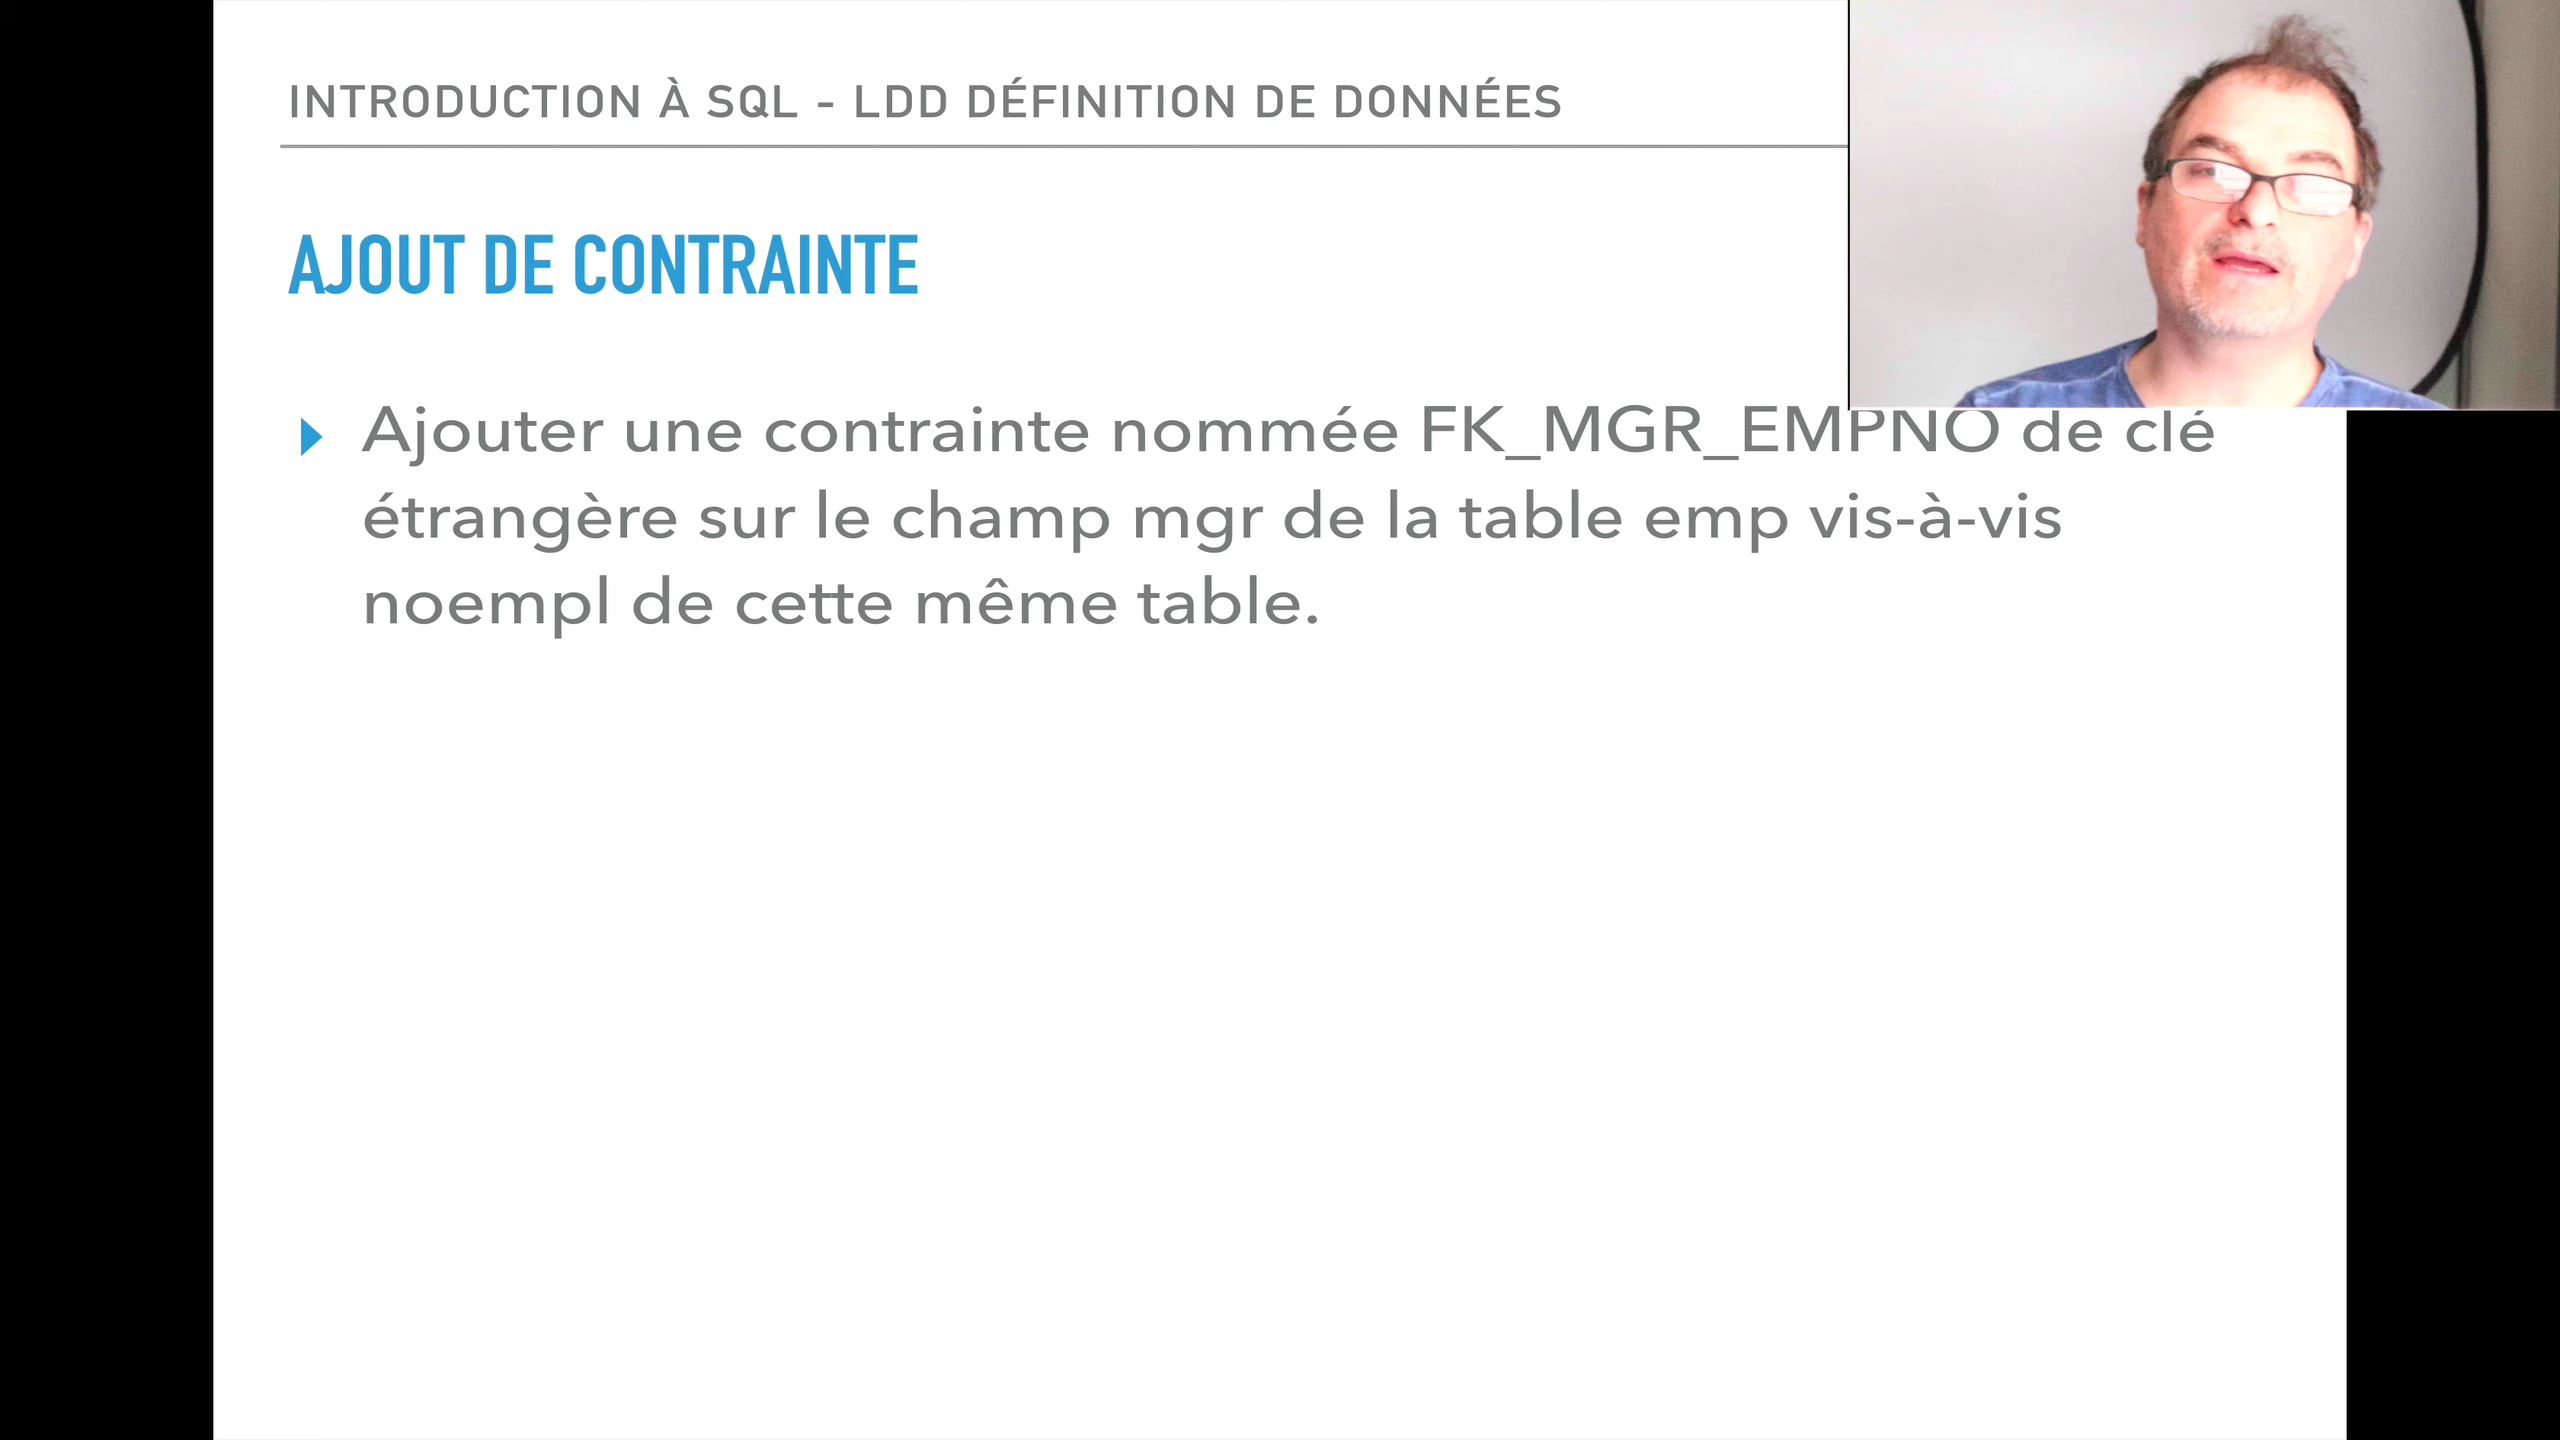 INTRODUCTION À SQL - LDD DÉFINITION DE DONNÉES
AJOUT DE CONTRAINTE
Ajouter une contrainte nommée FK_MGR_EMPNO de clé
étrangère sur le champ mgr de la table emp vis-à-vis
noempl de cette même table.